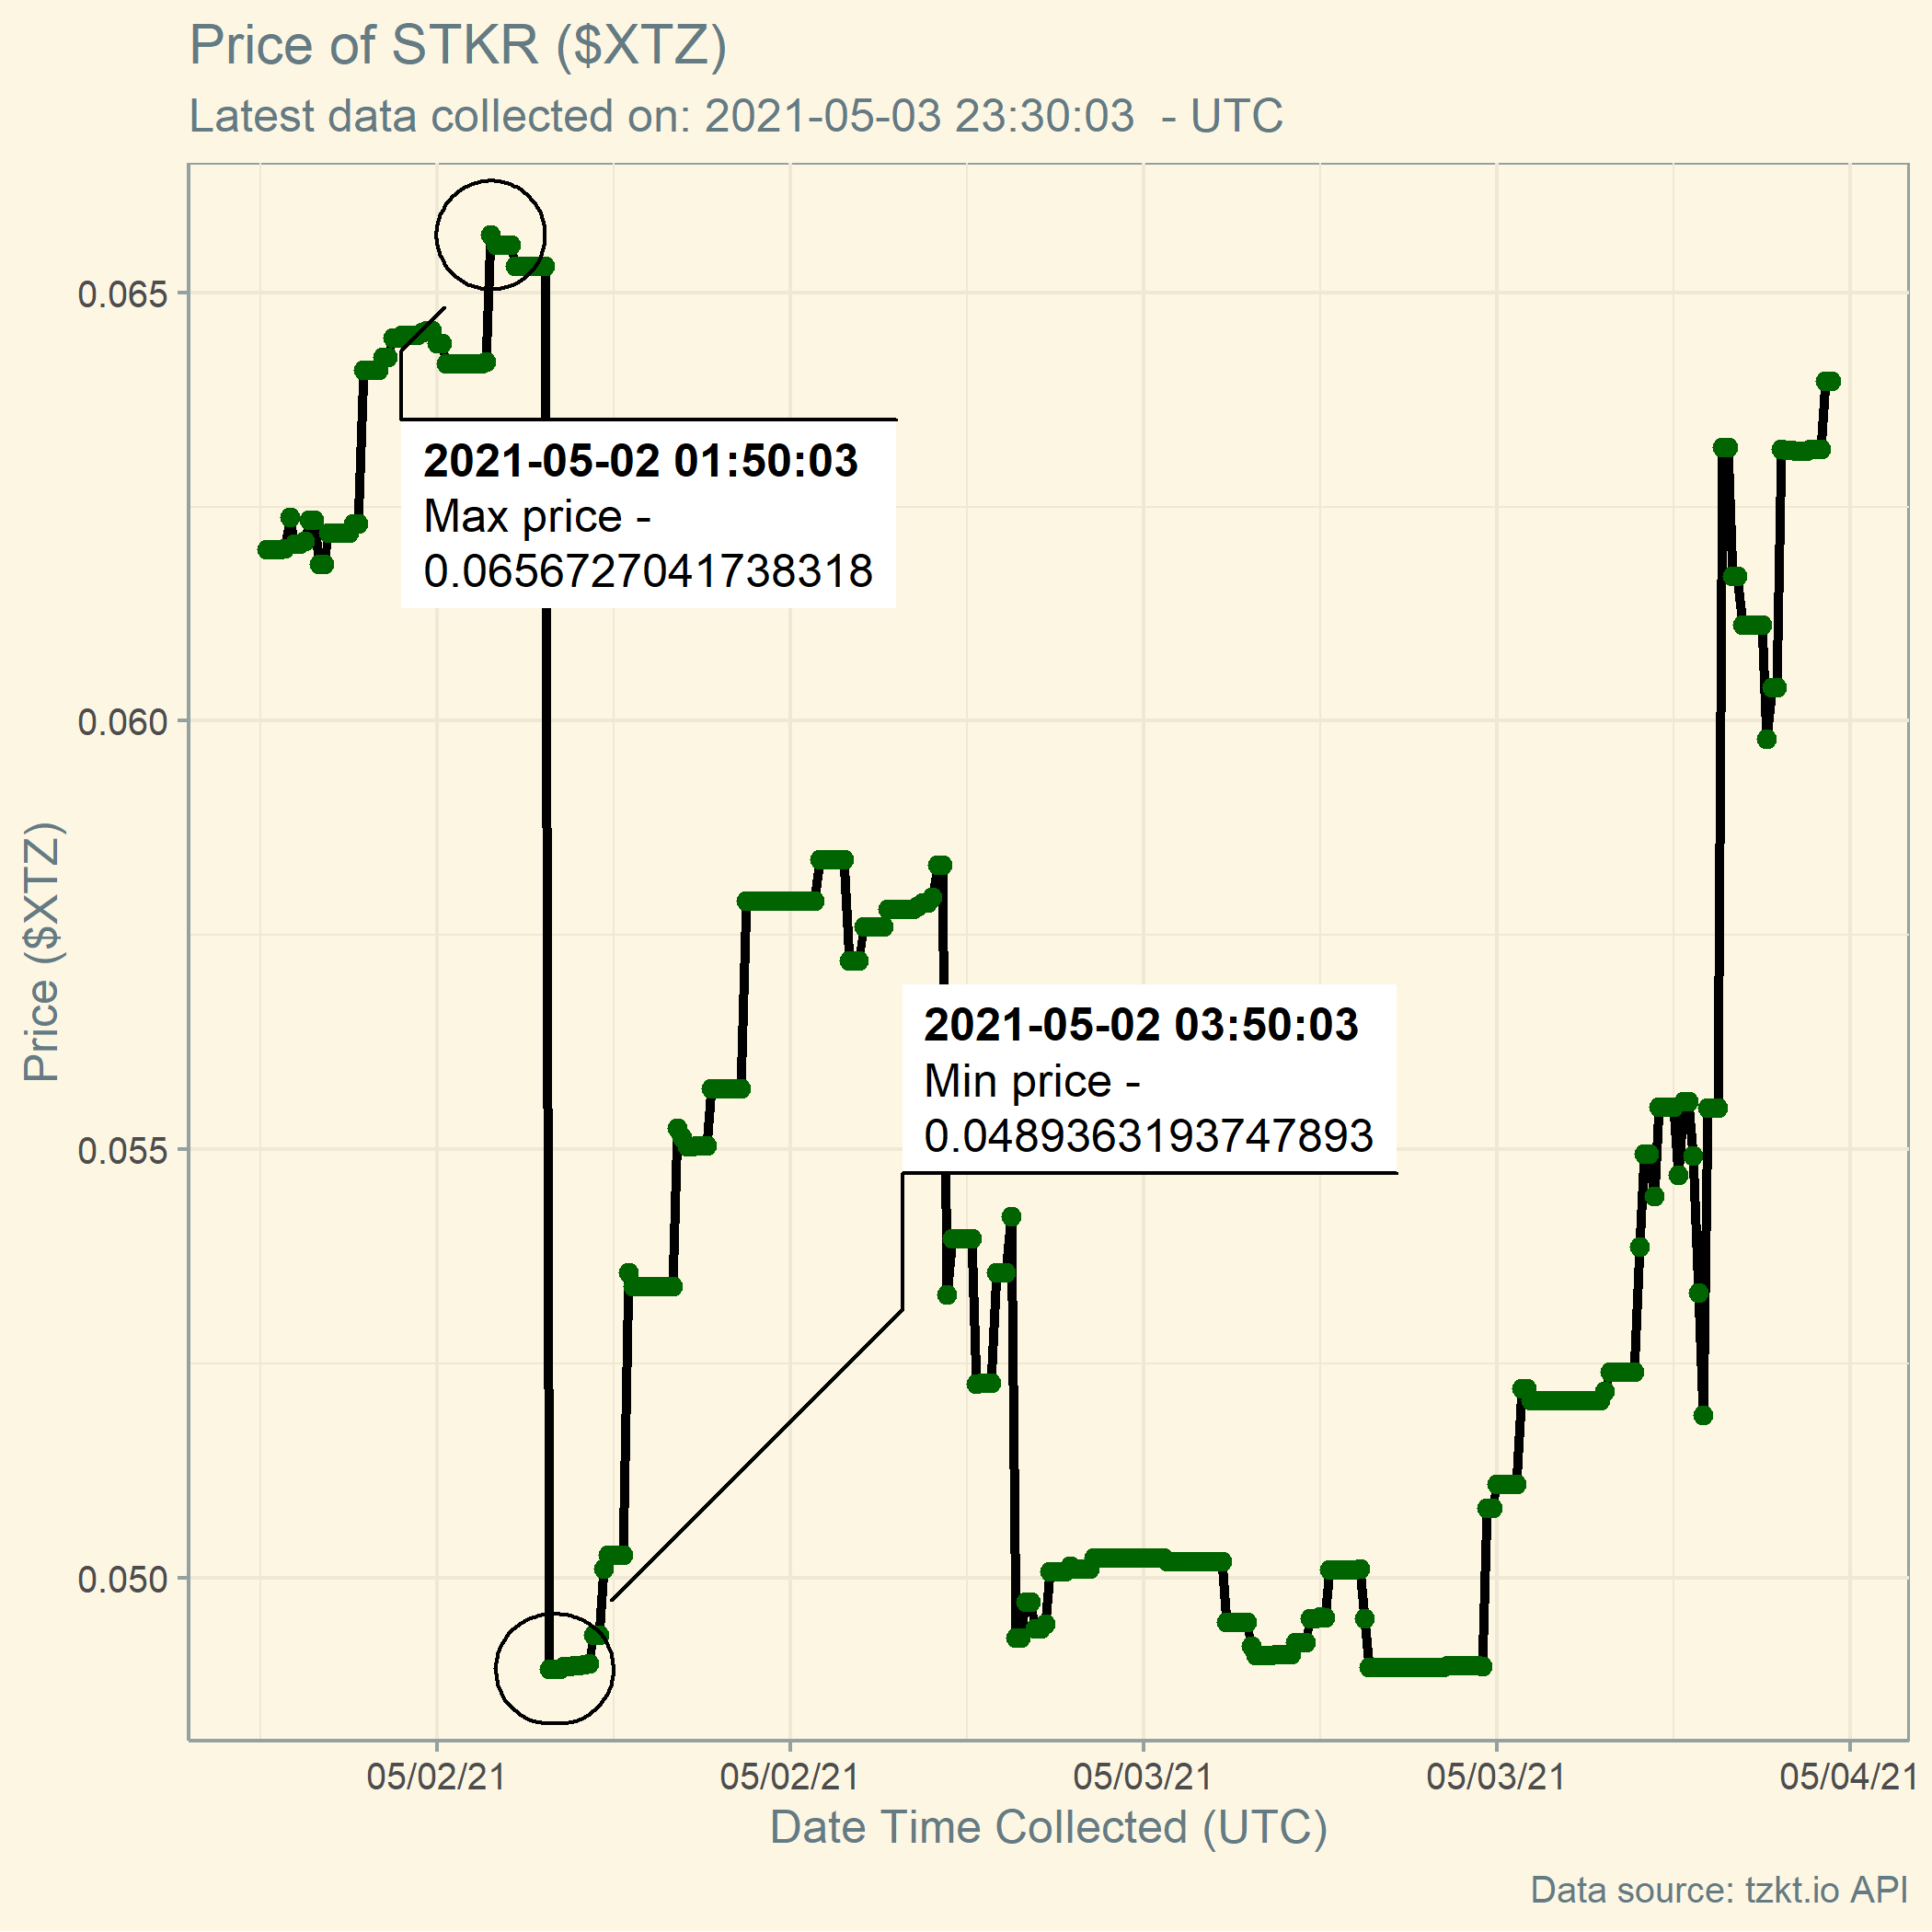 Price of STKR ($XTZ)
Latest data collected on: 2021-05-03 23:30:03  - UTC
0.065
0.060
0.055
0.050
Price ($XTZ)
2021-05-02 01:50:03
Max price -
0.0656727041738318
2021-05-02 03:50:03
Min price -
0.0489363193747893
05/02/21
05/02/21
05/03/21
05/03/21
05/04/21
Date Time Collected (UTC)
Data source: tzkt.io API